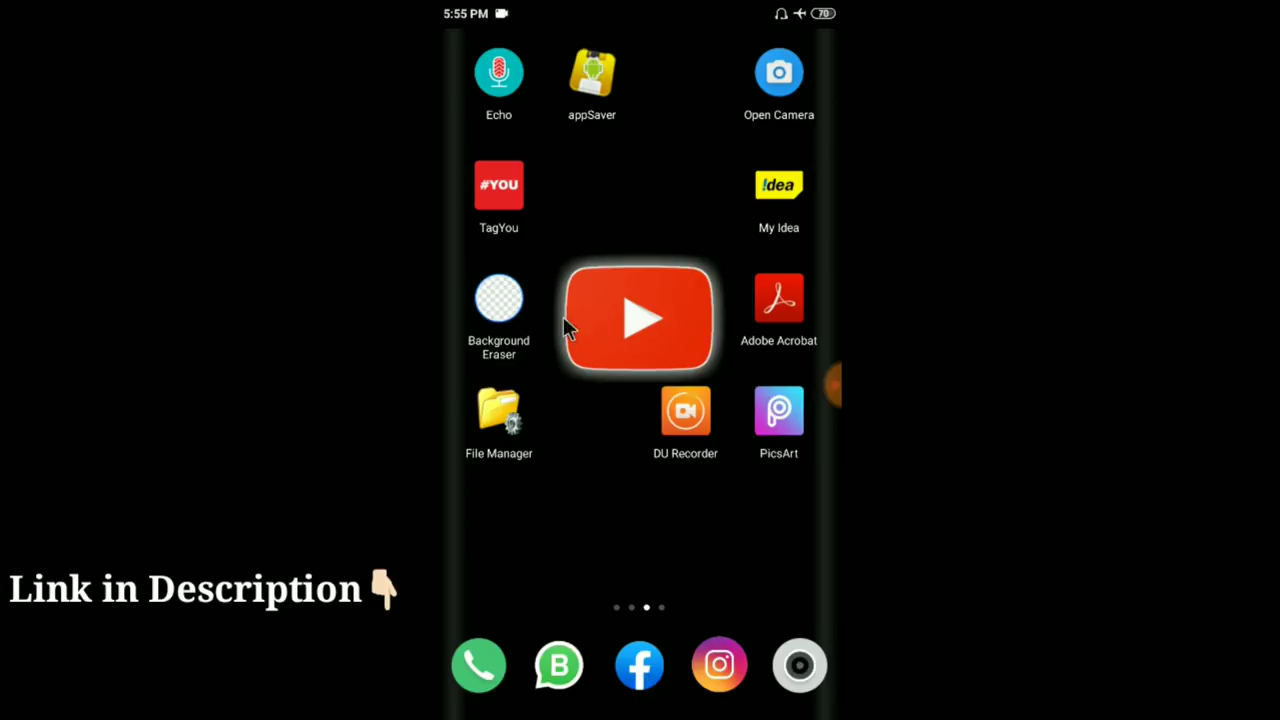 5:55 PM
70
Echo
appSaver
Open Camera
#YOU
TagYou
!dea
My Idea
Background
Eraser
Adobe Acrobat
File Manager
DU Recorder
PicsArt
Link in Description👇🏻
B